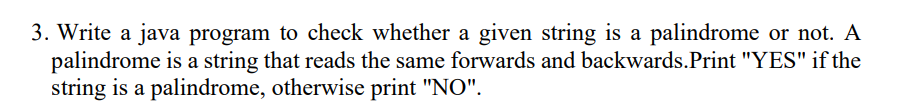 3. Write a java program to check whether a given string is a palindrome or not. A
palindrome is a string that reads the same forwards and backwards.Print "YES" if the
string is a palindrome, otherwise print "NO".